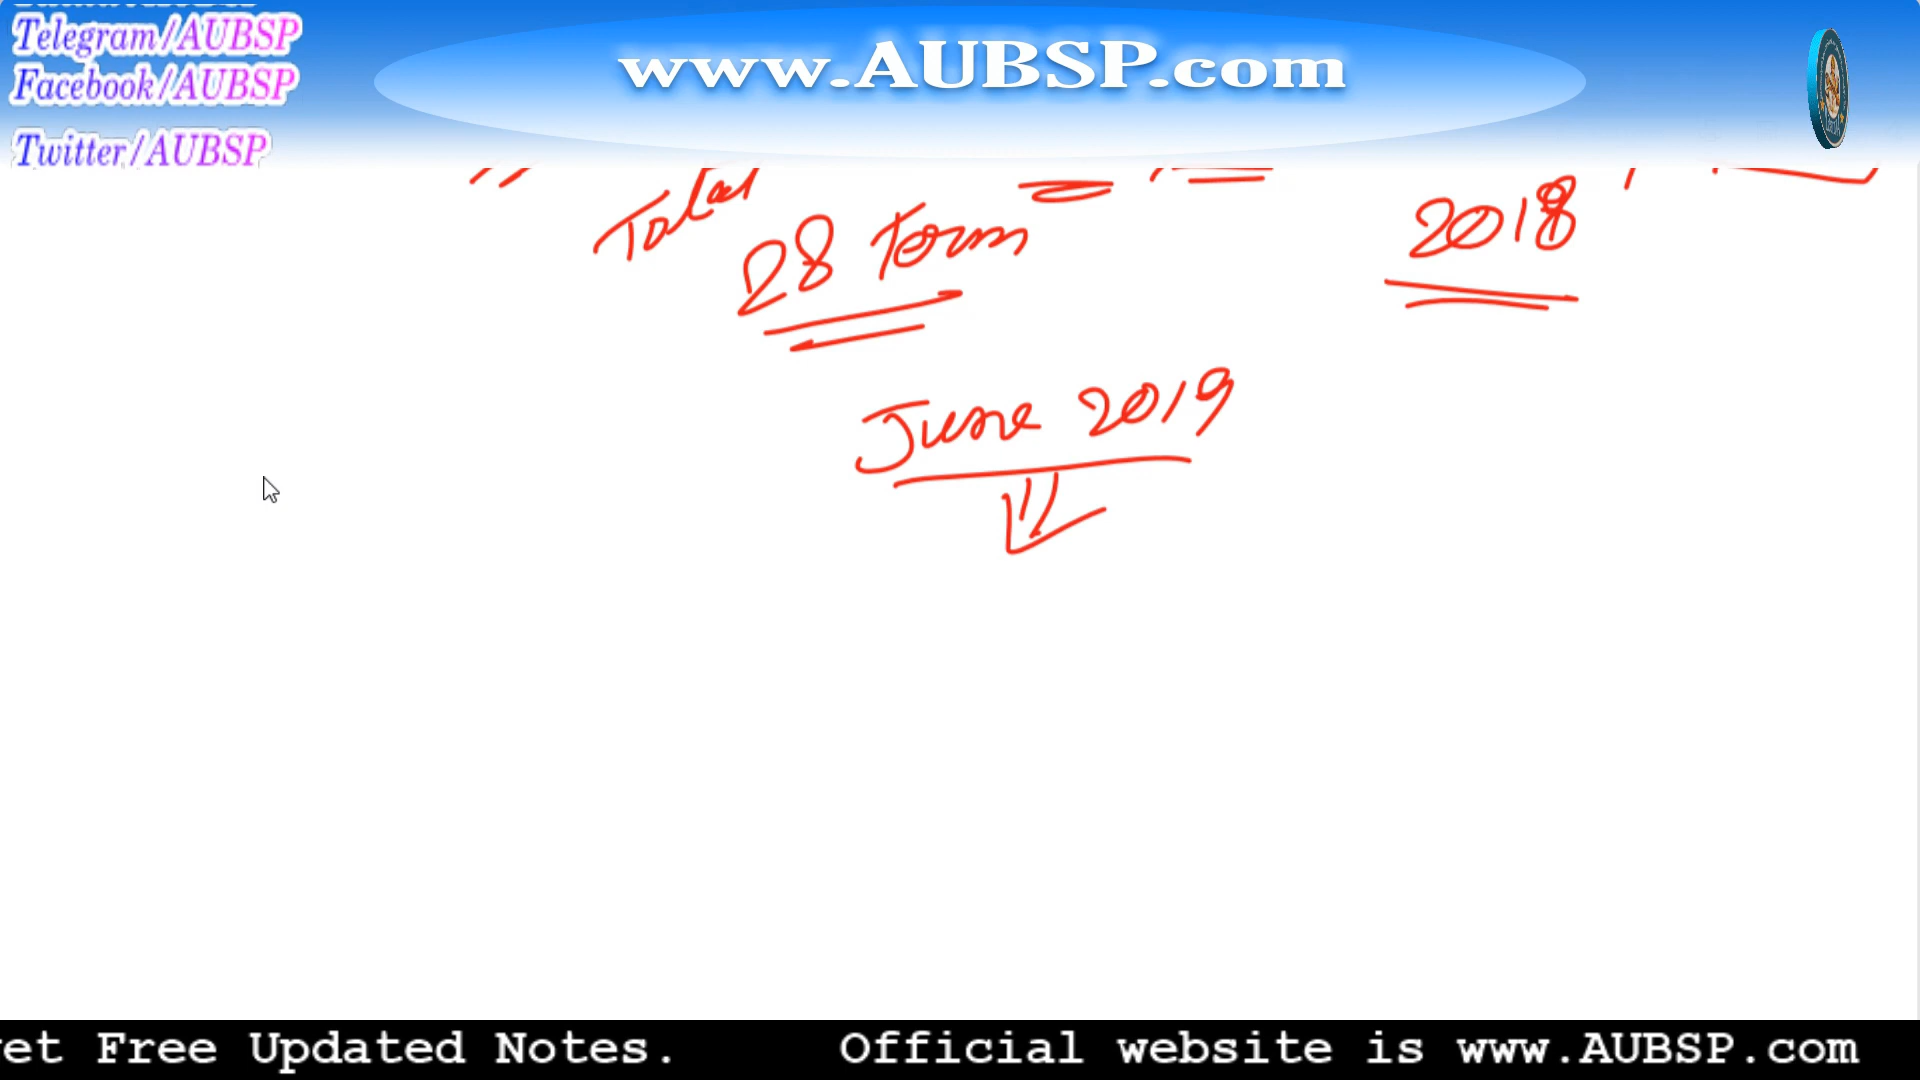 Telegram/AUBSP
Facebook/AUBSP
Twitter/AUBSP
www.AUBSP.com
Total
28 Term
2018
June 2019
et Free Updated Notes. Official website is www.AUBSP.com